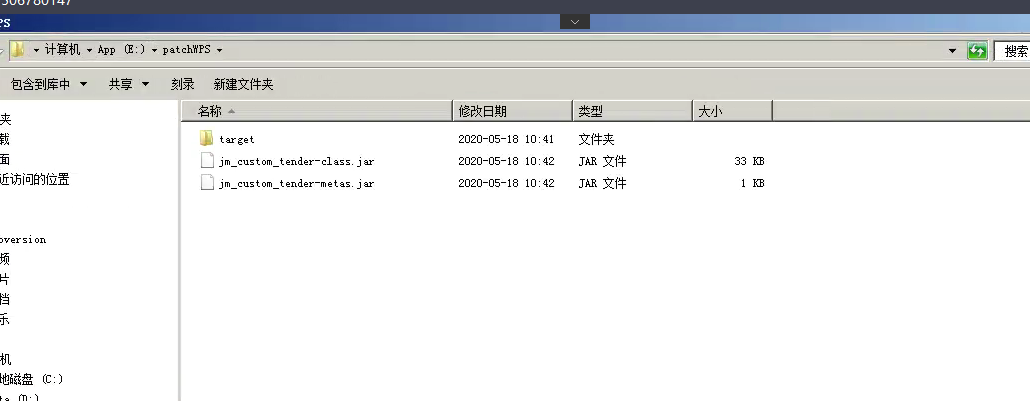 506780147
es
计算机 App (E:) patchWPS 搜索
包含到库中 共享 刻录 新建文件夹
名称 修改日期 类型 大小
target 2020-05-18 10:41 文件夹
jm_custom_tender-class.jar 2020-05-18 10:42 JAR 文件 33 KB
jm_custom_tender-metas.jar 2020-05-18 10:42 JAR 文件 1 KB
夹
载
面
近访问的位置
oversion
频
片
档
乐
机
地磁盘 (C:)
ta (D:)